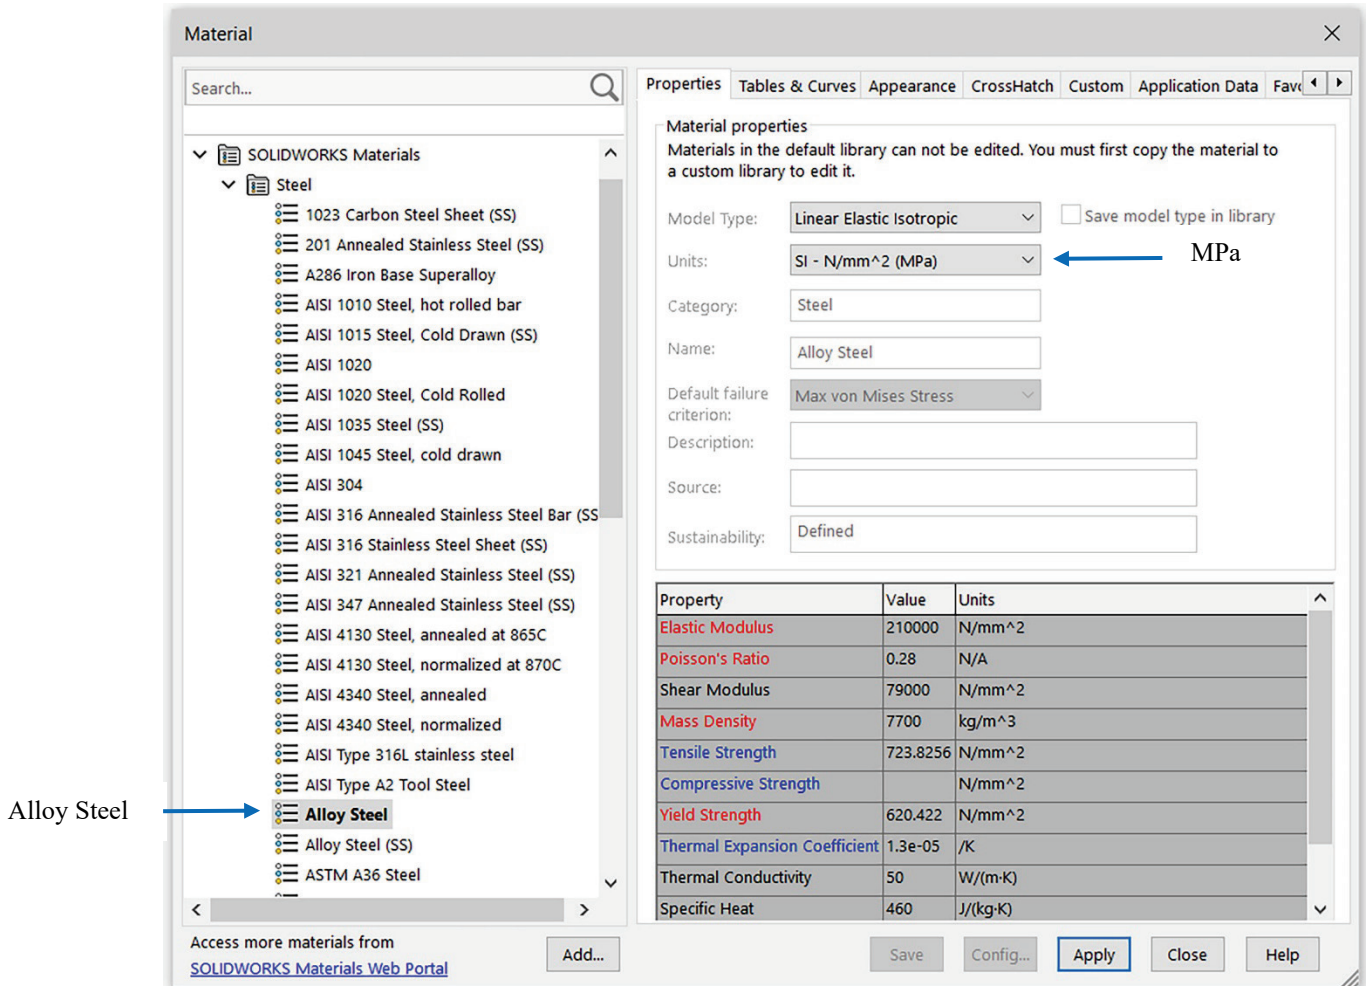 Material
Search...
SOLIDWORKS Materials
Steel
1023 Carbon Steel Sheet (SS)
201 Annealed Stainless Steel (SS)
A286 Iron Base Superalloy
AISI 1010 Steel, hot rolled bar
AISI 1015 Steel, Cold Drawn (SS)
AISI 1020
AISI 1020 Steel, Cold Rolled
AISI 1035 Steel (SS)
AISI 1045 Steel, cold drawn
AISI 304
AISI 316 Annealed Stainless Steel Bar (SS
AISI 316 Stainless Steel Sheet (SS)
AISI 321 Annealed Stainless Steel (SS)
AISI 347 Annealed Stainless Steel (SS)
AISI 4130 Steel, annealed at 865C
AISI 4130 Steel, normalized at 870C
AISI 4340 Steel, annealed
AISI 4340 Steel, normalized
AISI Type 316L stainless steel
AISI Type A2 Tool Steel
Alloy Steel
Alloy Steel
Alloy Steel (SS)
ASTM A36 Steel
Access more materials from
SOLIDWORKS Materials Web Portal
Add...
Properties Tables & Curves Appearance CrossHatch Custom Application Data Favo
Material properties
Materials in the default library can not be edited. You must first copy the material to
a custom library to edit it.
Model Type: Linear Elastic Isotropic Save model type in library
Units: SI - N/mm^2 (MPa) MPa
Category: Steel
Name: Alloy Steel
Default failure
criterion: Max von Mises Stress
Description:
Source:
Sustainability: Defined
Property Value Units
Elastic Modulus 210000 N/mm^2
Poisson's Ratio 0.28 N/A
Shear Modulus 79000 N/mm^2
Mass Density 7700 kg/m^3
Tensile Strength 723.8256 N/mm^2
Compressive Strength N/mm^2
Yield Strength 620.422 N/mm^2
Thermal Expansion Coefficient 1.3e-05 /K
Thermal Conductivity 50 W/(m·K)
Specific Heat 460 J/(kg·K)
Save Config... Apply Close Help